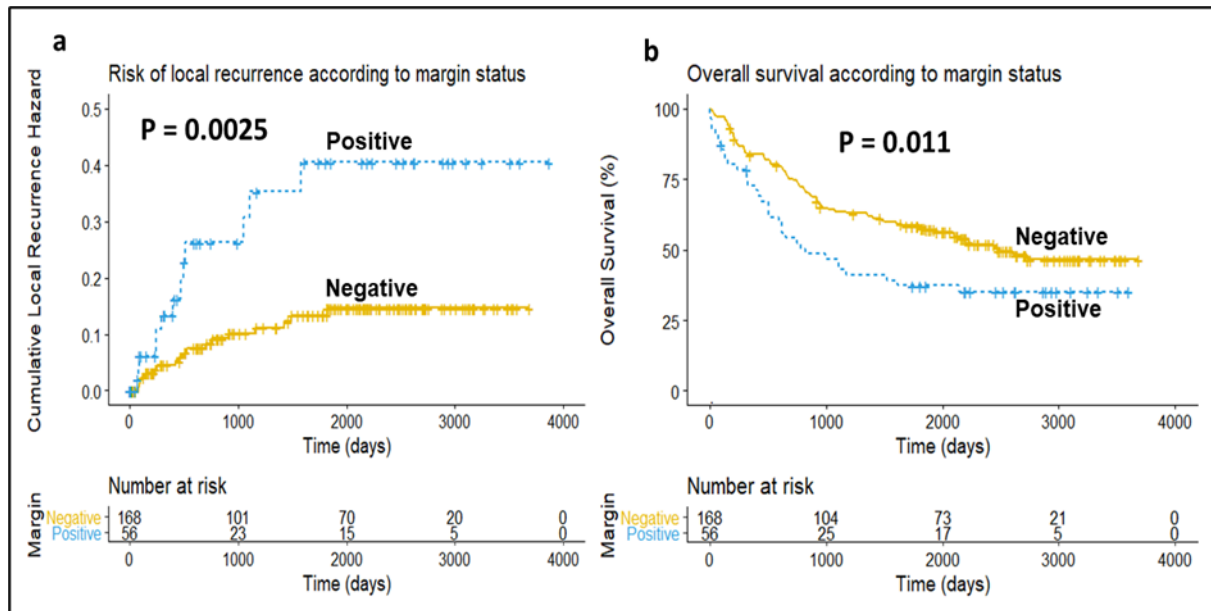 a
Risk of local recurrence according to margin status
P = 0.0025
Positive
Negative
Cumulative Local Recurrence Hazard
0.5
0.4
0.3
0.2
0.1
0.0
0 1000 2000 3000 4000
Time (days)
Number at risk
Margin
Negative 168 101 70 20 0
Positive 56 23 15 5 0
0 1000 2000 3000 4000
Time (days)
b
Overall survival according to margin status
P = 0.011
Negative
Positive
Overall Survival (%)
100
75
50
25
0
0 1000 2000 3000 4000
Time (days)
Number at risk
Margin
Negative 168 104 73 21 0
Positive 56 25 17 5 0
0 1000 2000 3000 4000
Time (days)